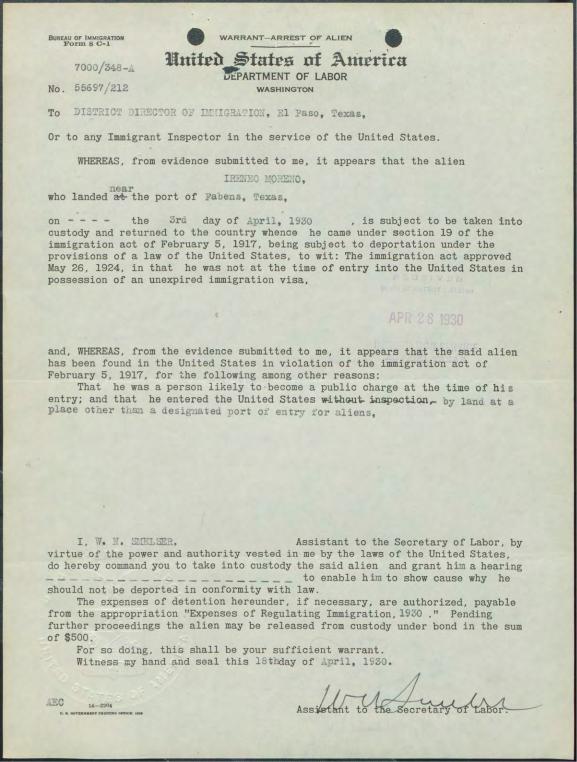 WARRANT—ARREST OF ALIEN
BUREAU OF IMMIGRATION
Form 8 C-1
United States of America
7000/348-A
DEPARTMENT OF LABOR
No. 55697/212
WASHINGTON
To DISTRICT DIRECTOR OF IMMIGRATION, El Paso, Texas,
Or to any Immigrant Inspector in the service of the United States.
WHEREAS, from evidence submitted to me, it appears that the alien
IRENEO MORENO,
near
who landed at the port of Fabens, Texas,
on - - - - the 3rd day of April, 1930 , is subject to be taken into
custody and returned to the country whence he came under section 19 of the
immigration act of February 5, 1917, being subject to deportation under the
provisions of a law of the United States, to wit: The immigration act approved
May 26, 1924, in that he was not at the time of entry into the United States in
possession of an unexpired immigration visa,
APR 28 1930
and, WHEREAS, from the evidence submitted to me, it appears that the said alien
has been found in the United States in violation of the immigration act of
February 5, 1917, for the following among other reasons:
That he was a person likely to become a public charge at the time of his
entry; and that he entered the United States without inspection, by land at a
place other than a designated port of entry for aliens,
I, W. N. SMELSER. Assistant to the Secretary of Labor, by
virtue of the power and authority vested in me by the laws of the United States,
do hereby command you to take into custody the said alien and grant him a hearing
_ _ _ _ _ _ _ _ _ _ _ _ _ _ _ _ _ _ _ _ to enable him to show cause why he
should not be deported in conformity with law.
The expenses of detention hereunder, if necessary, are authorized, payable
from the appropriation "Expenses of Regulating Immigration, 1930 ." Pending
further proceedings the alien may be released from custody under bond in the sum
of $500.
For so doing, this shall be your sufficient warrant.
Witness my hand and seal this 18thday of April, 1930.
UNITED STATES OF AMERICA
AEC
Assistant to the Secretary of Labor.
U. S. GOVERNMENT PRINTING OFFICE